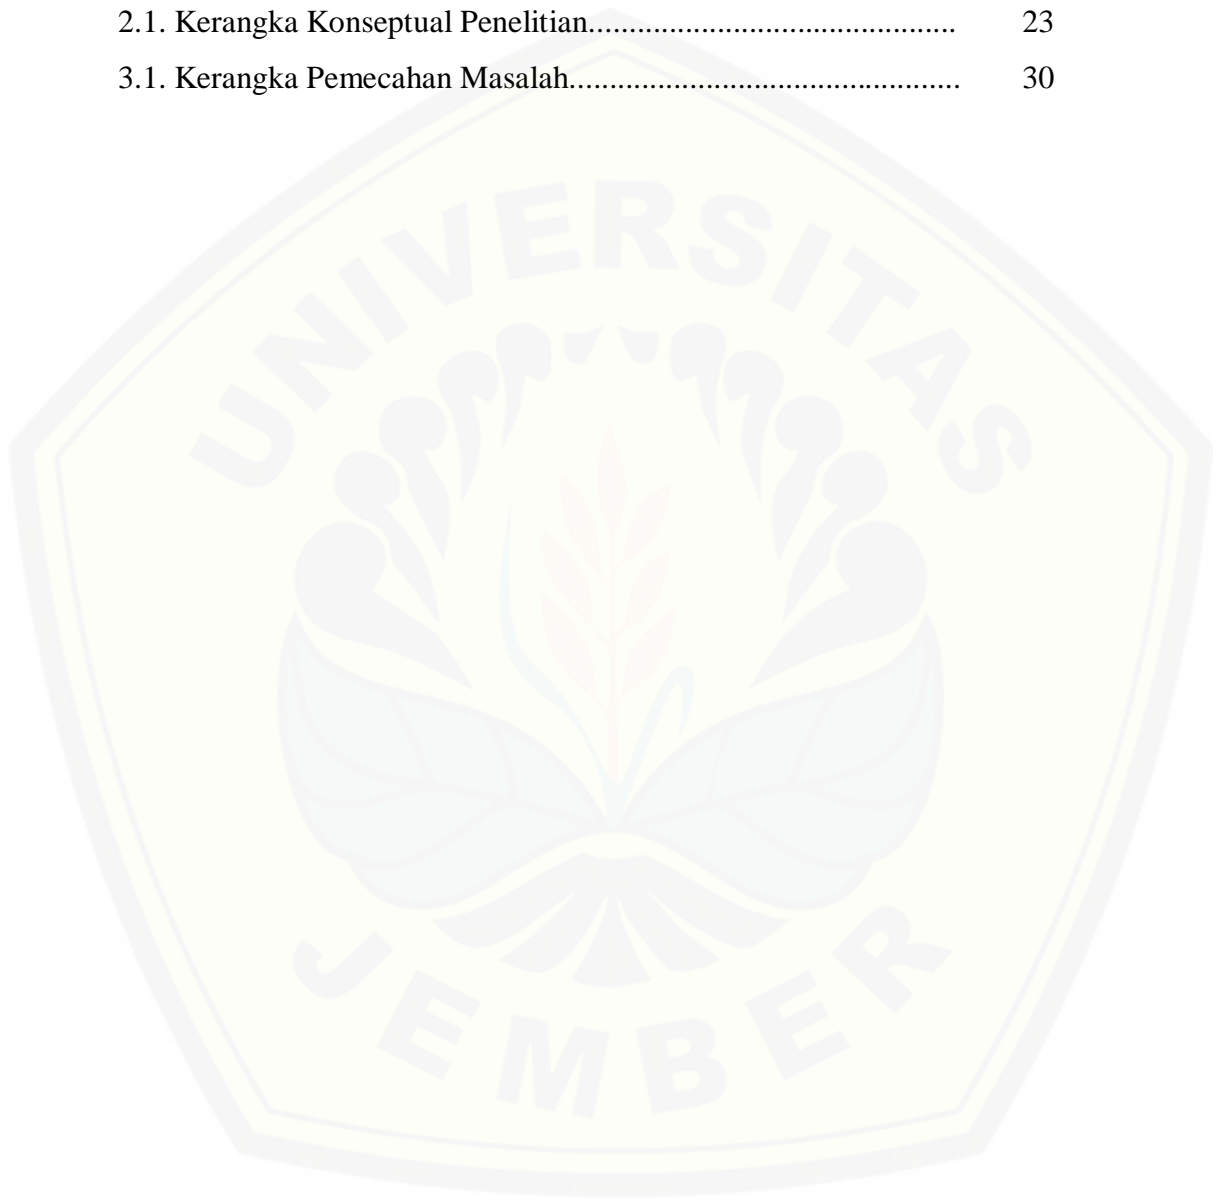 2.1. Kerangka Konseptual Penelitian............................................. 23
3.1. Kerangka Pemecahan Masalah................................................ 30
UNIVERSITAS
JEMBER